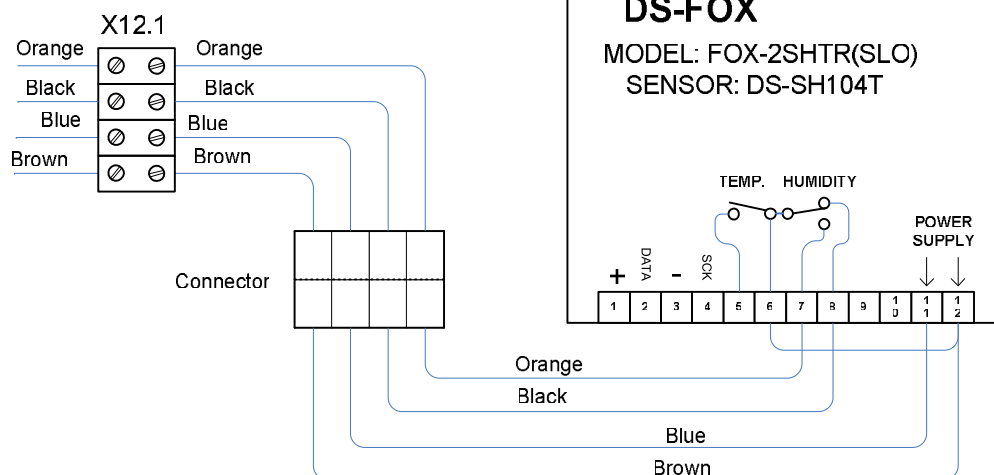 DS-FOX
MODEL: FOX-2SHTR(SLO)
SENSOR: DS-SH104T
X12.1
Orange Orange
Black Black
Blue Blue
Brown Brown
TEMP. HUMIDITY
POWER
SUPPLY
Connector
+ DATA - SCK
1 2 3 4 5 6 7 8 9 10 11 12
Orange
Black
Blue
Brown